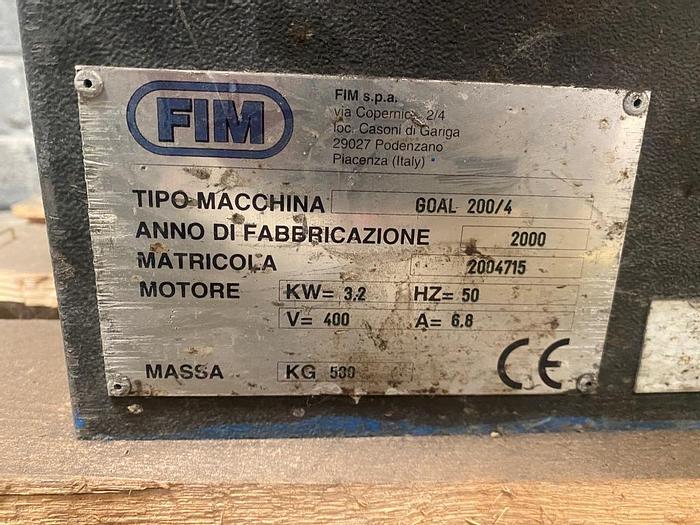 FIM
FIM s.p.a.
via Copernico, 2/4
loc. Casoni di Gariga
29027 Podenzano
Piacenza (Italy)
TIPO MACCHINA GOAL 200/4
ANNO DI FABBRICAZIONE 2000
MATRICOLA 2004715
MOTORE KW= 3.2 HZ= 50
V= 400 A= 6.8
MASSA KG
CE